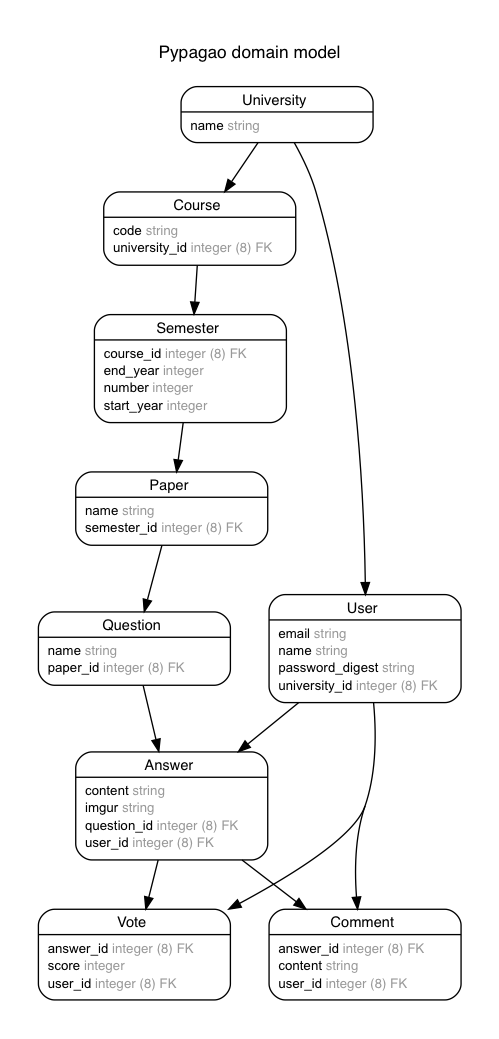 Pypagao domain model
University
name string
Course
code string
university_id integer (8) FK
Semester
course_id integer (8) FK
end_year integer
number integer
start_year integer
Paper
name string
semester_id integer (8) FK
Question
name string
paper_id integer (8) FK
User
email string
name string
password_digest string
university_id integer (8) FK
Answer
content string
imgur string
question_id integer (8) FK
user_id integer (8) FK
Vote
answer_id integer (8) FK
score integer
user_id integer (8) FK
Comment
answer_id integer (8) FK
content string
user_id integer (8) FK